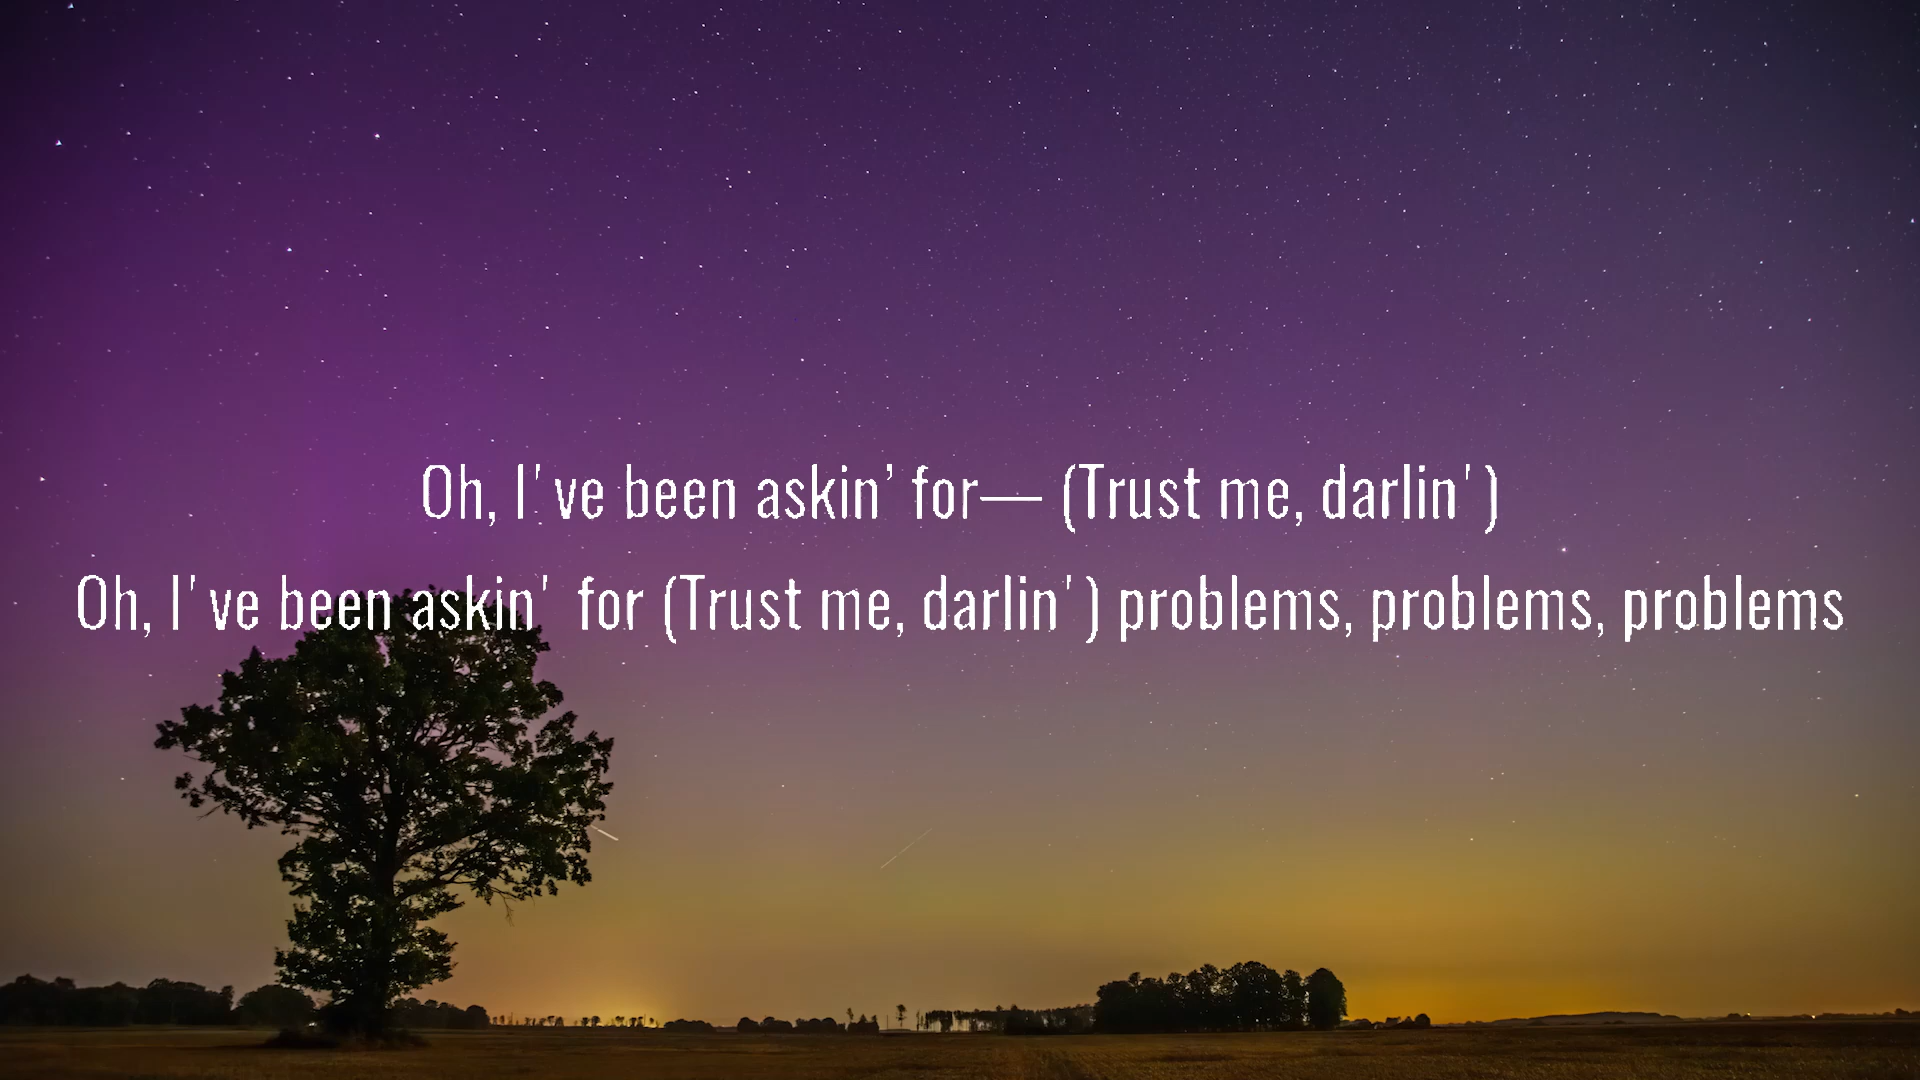 Oh, I've been askin’ for— (Trust me, darlin')
Oh, I've been askin' for (Trust me, darlin') problems, problems, problems